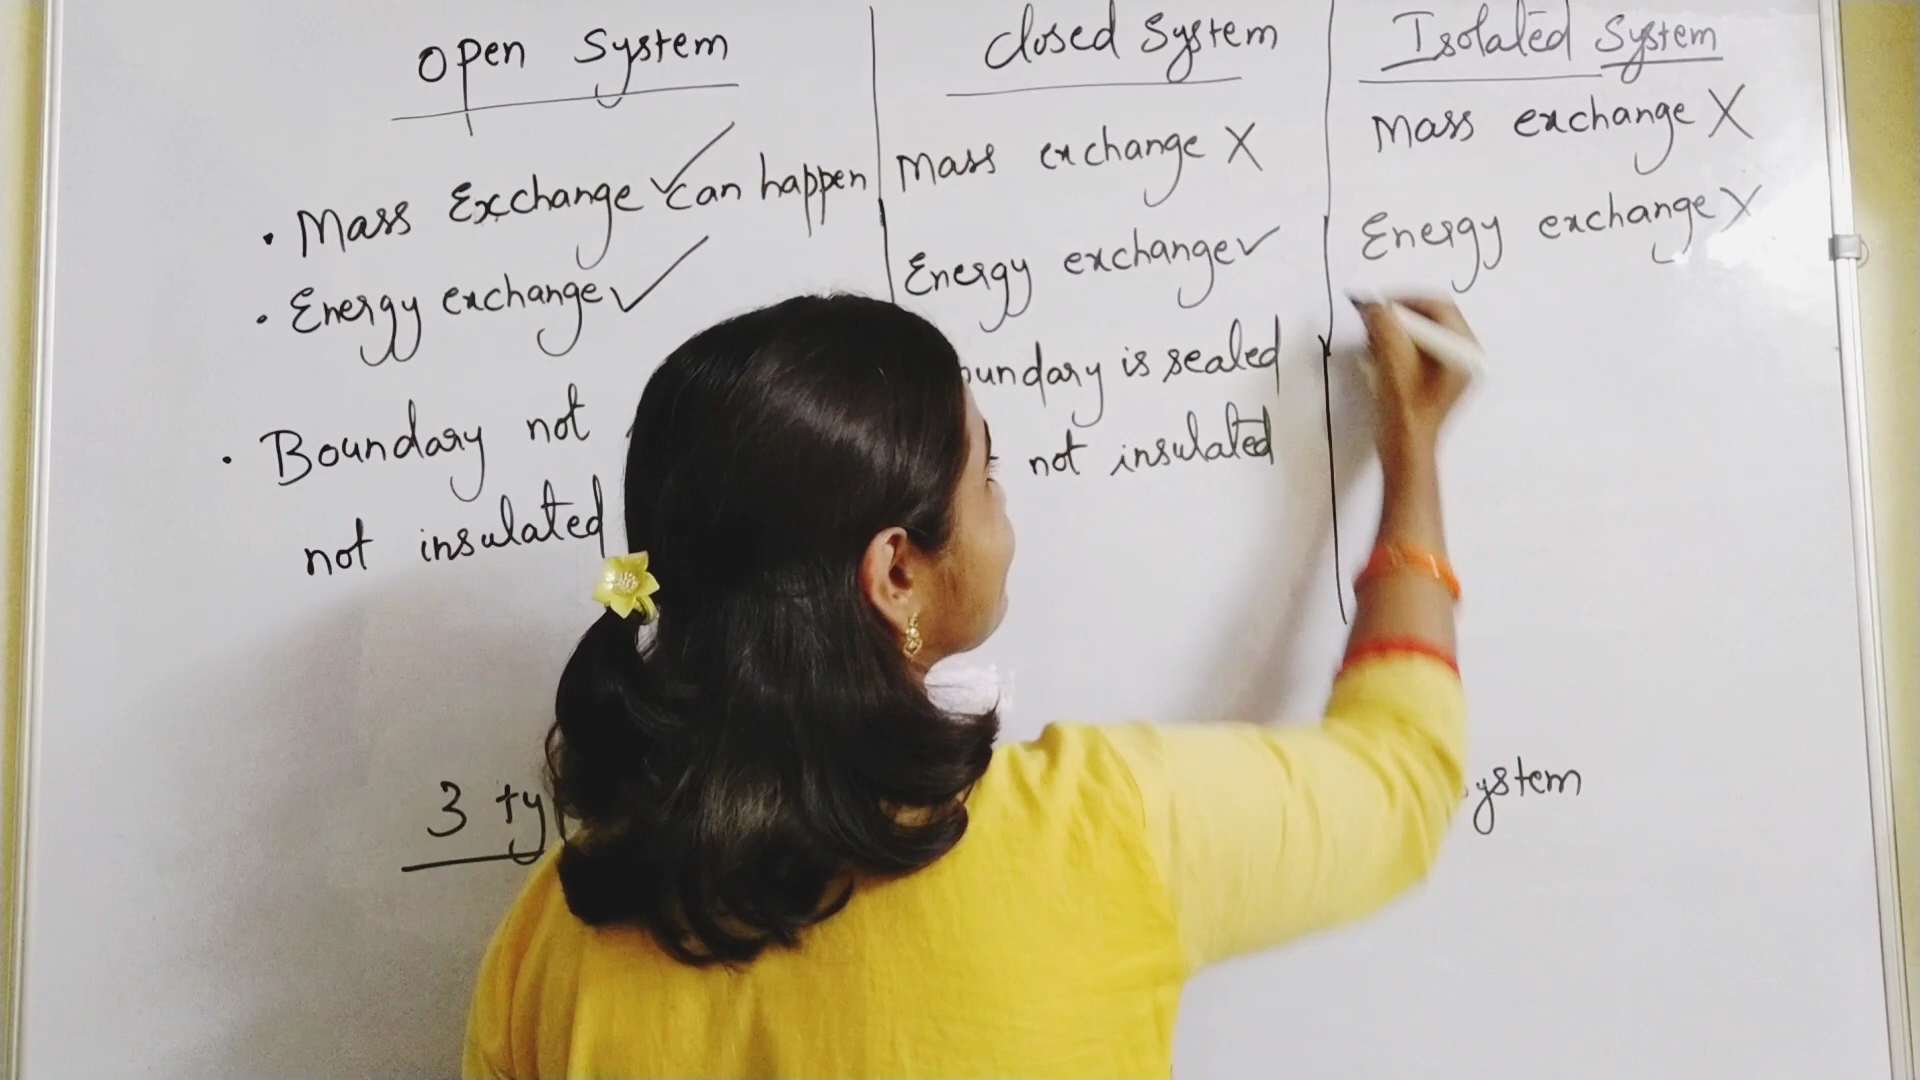 Open System
• Mass Exchange ✓ can happen
• Energy exchange ✓
• Boundary not
not insulated
Closed System
Mass exchange X
Energy exchange ✓
oundary is sealed
not insulated
Isolated System
Mass exchange X
Energy exchange X
3 ty
ystem